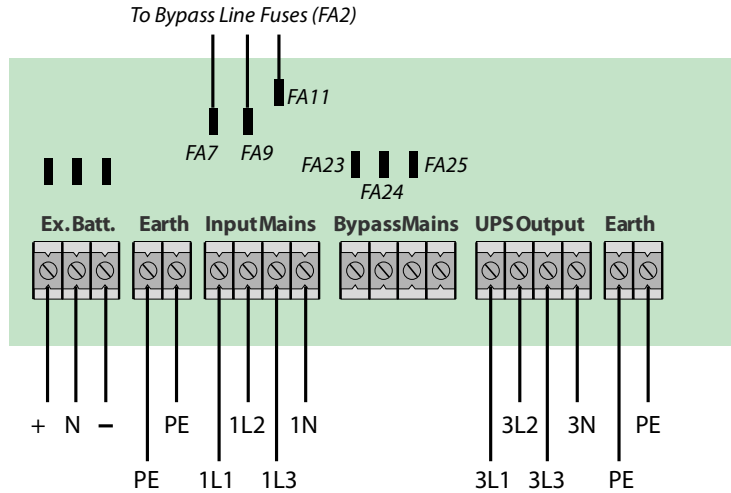 To Bypass Line Fuses (FA2)
FA11
FA7 FA9
FA23 FA25
FA24
Ex. Batt. Earth Input Mains Bypass Mains UPS Output Earth
+ N – PE 1L2 1N 3L2 3N PE
PE 1L1 1L3 3L1 3L3 PE